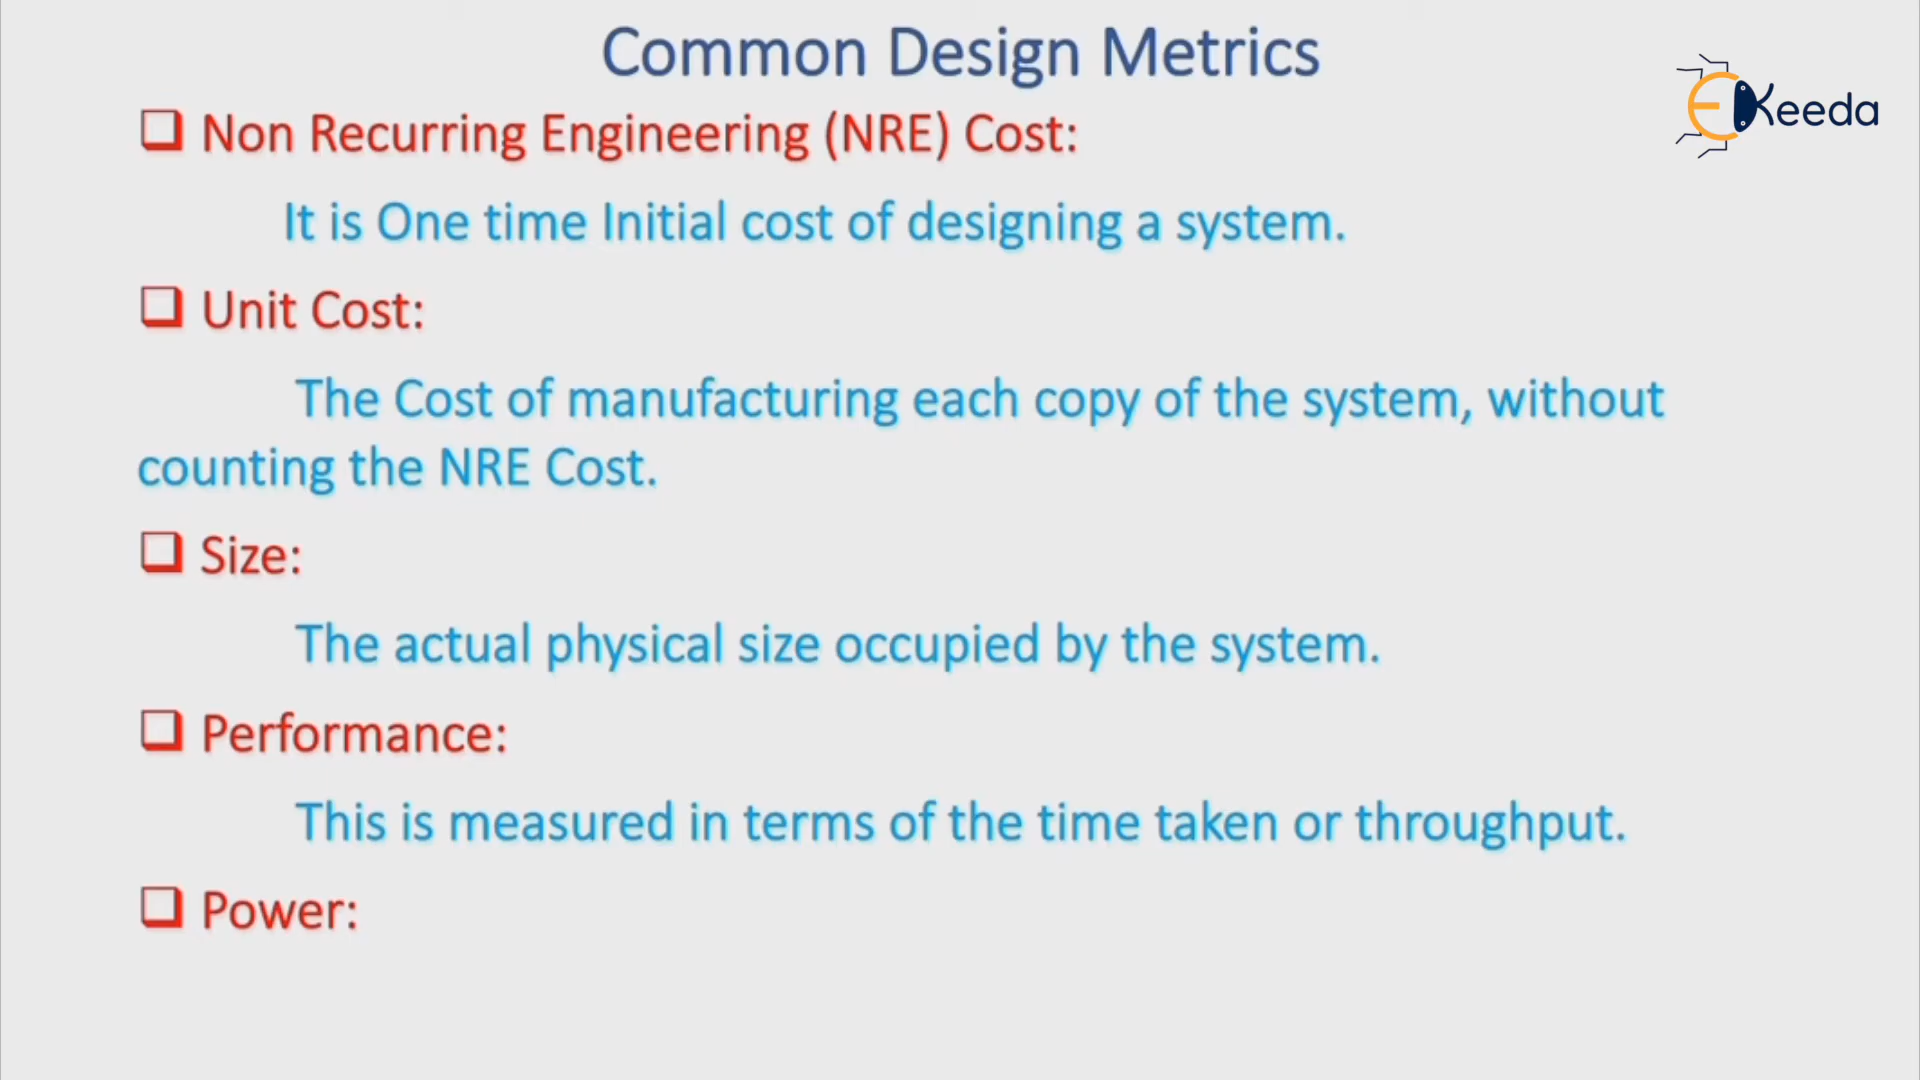 Common Design Metrics
EKeeda
Non Recurring Engineering (NRE) Cost:
It is One time Initial cost of designing a system.
Unit Cost:
The Cost of manufacturing each copy of the system, without
counting the NRE Cost.
Size:
The actual physical size occupied by the system.
Performance:
This is measured in terms of the time taken or throughput.
Power: